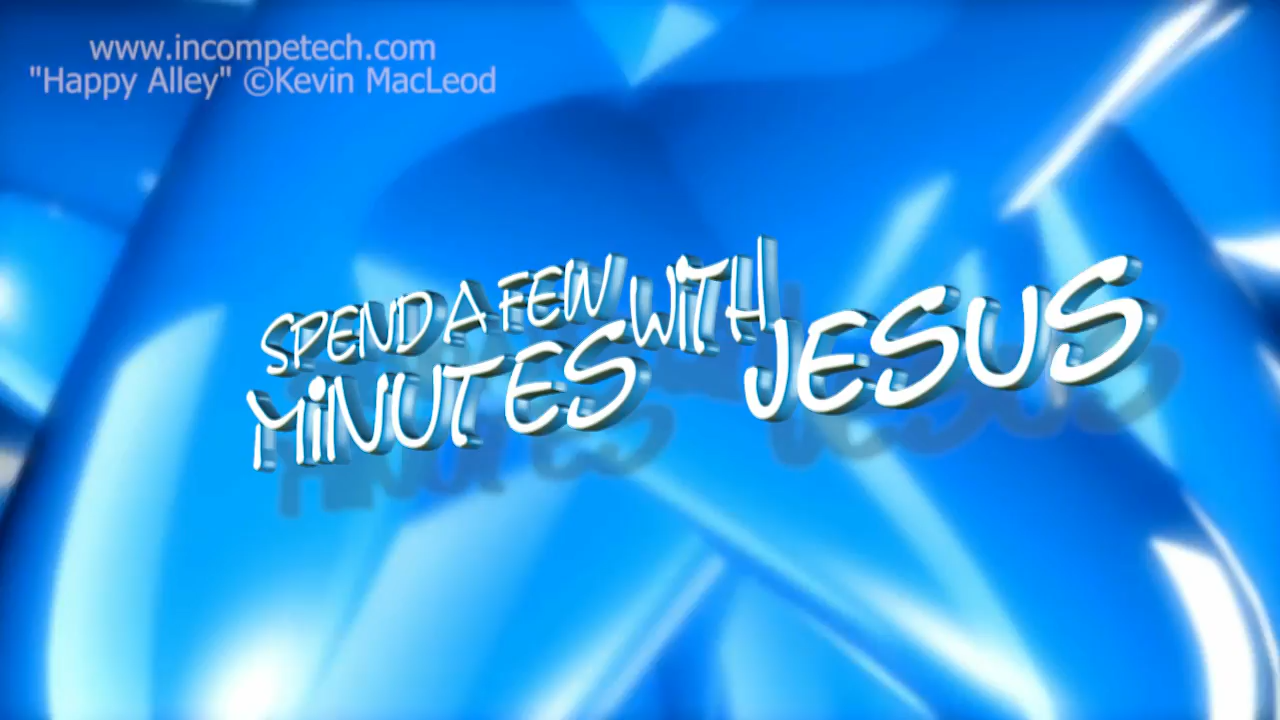 www.incompetech.com
"Happy Alley" ©Kevin MacLeod
SPEND A FEW
MiNUTES WiTH
JESUS